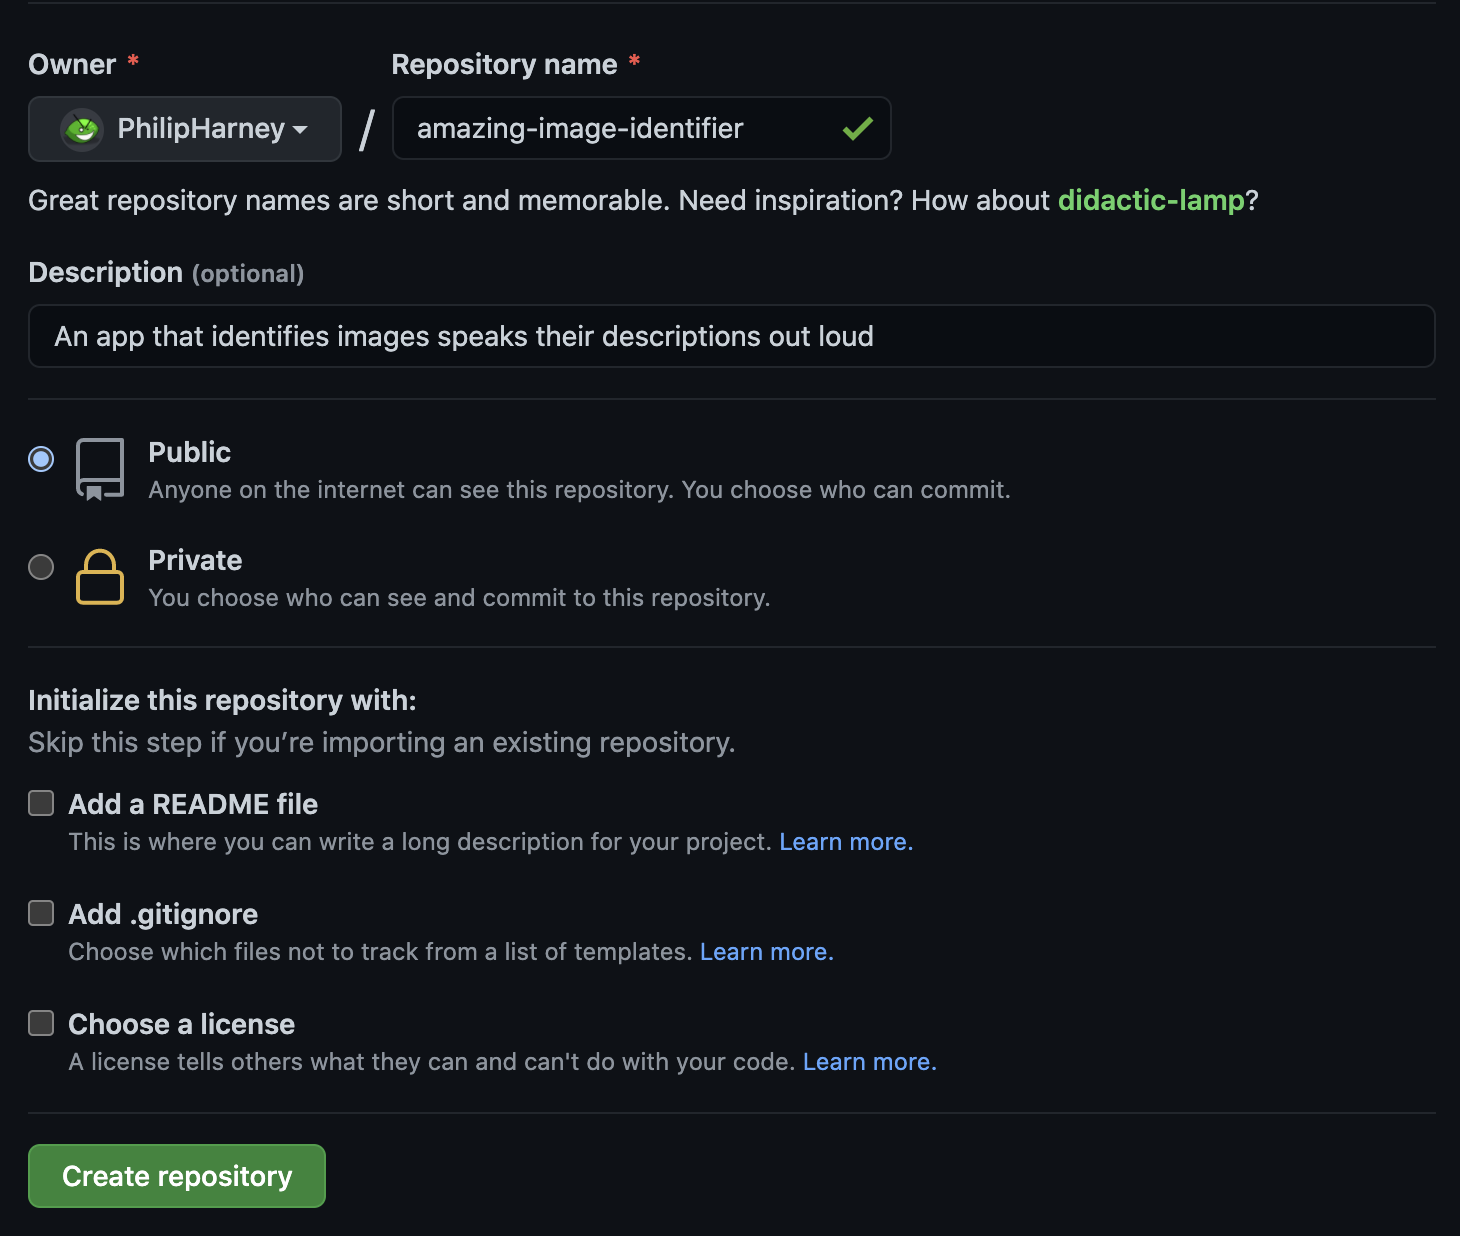 Owner *
Repository name *
PhilipHarney
/
amazing-image-identifier
Great repository names are short and memorable. Need inspiration? How about didactic-lamp?
Description (optional)
An app that identifies images speaks their descriptions out loud
Public
Anyone on the internet can see this repository. You choose who can commit.
Private
You choose who can see and commit to this repository.
Initialize this repository with:
Skip this step if you’re importing an existing repository.
Add a README file
This is where you can write a long description for your project. Learn more.
Add .gitignore
Choose which files not to track from a list of templates. Learn more.
Choose a license
A license tells others what they can and can't do with your code. Learn more.
Create repository